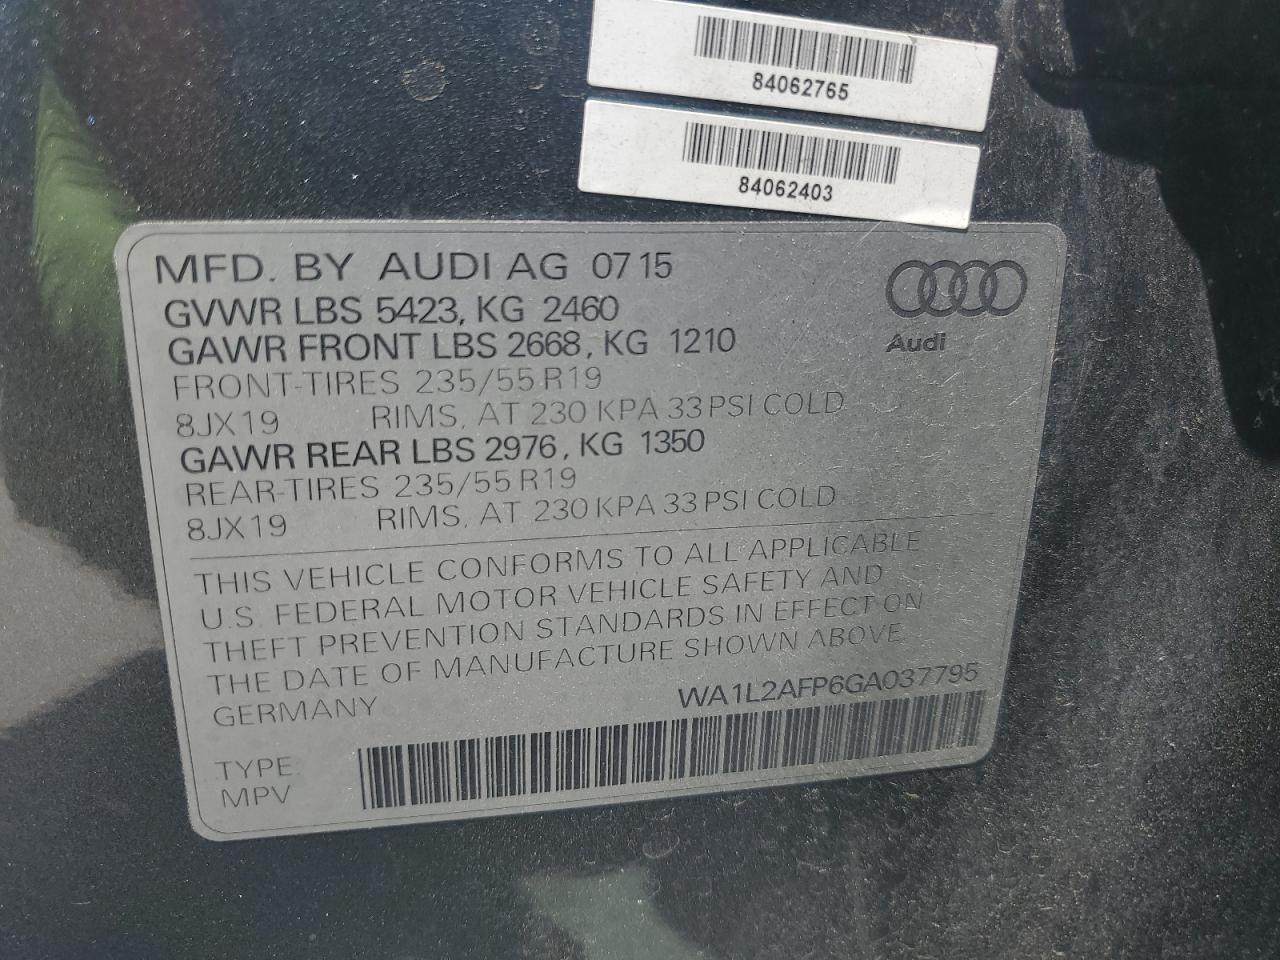 84062765
84062403
MFD. BY AUDI AG 07 15
GVWR LBS 5423, KG 2460
GAWR FRONT LBS 2668, KG 1210
Audi
FRONT-TIRES 235/55 R19
8JX19 RIMS, AT 230 KPA 33 PSI COLD
GAWR REAR LBS 2976, KG 1350
REAR-TIRES 235/55 R19
8JX19 RIMS, AT 230 KPA 33 PSI COLD
THIS VEHICLE CONFORMS TO ALL APPLICABLE
U.S. FEDERAL MOTOR VEHICLE SAFETY AND
THEFT PREVENTION STANDARDS IN EFFECT ON
THE DATE OF MANUFACTURE SHOWN ABOVE
GERMANY WA1L2AFP6GA037795
TYPE
MPV